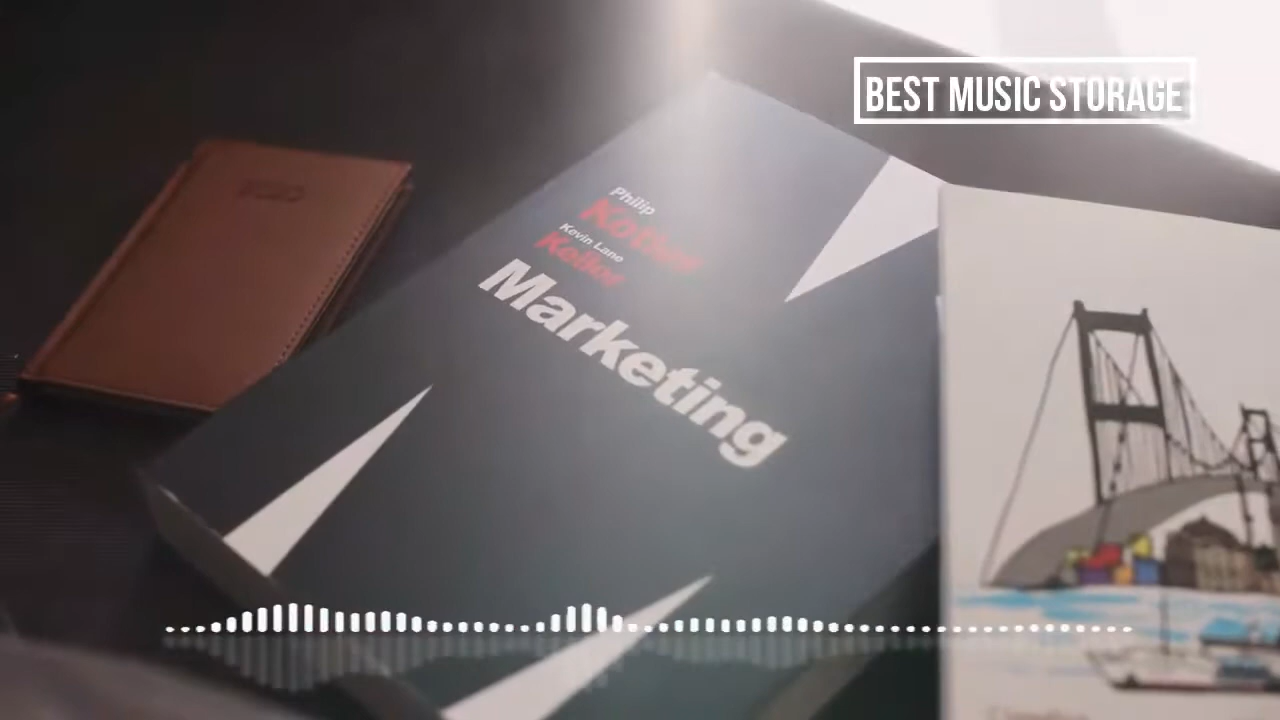 BEST MUSIC STORAGE
Philip
Kotler
Kevin Lane
Keller
Marketing